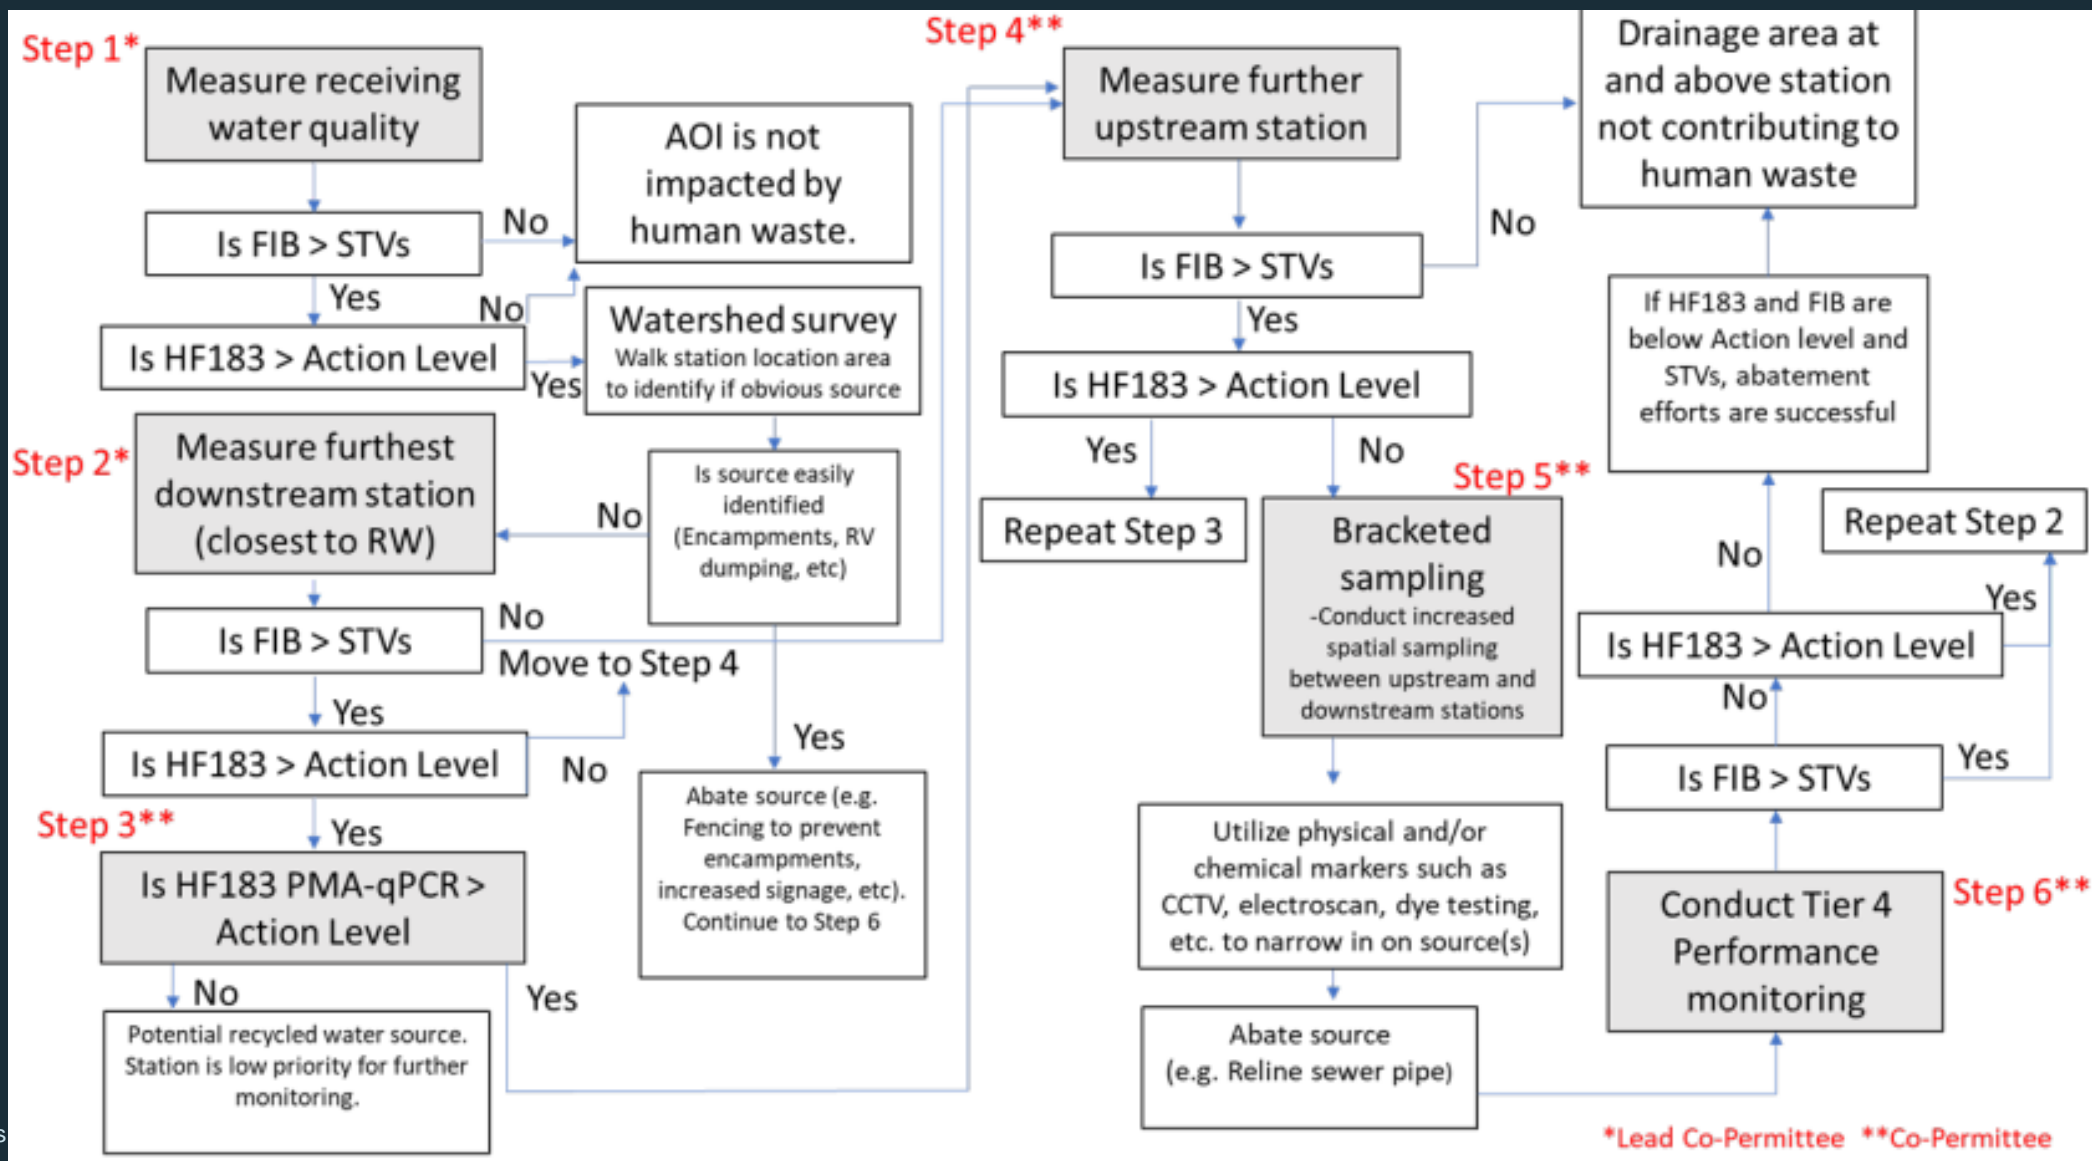 Step 1*
Measure receiving
water quality
Is FIB > STVs
No
AOI is not
impacted by
human waste.
Yes
No
Is HF183 > Action Level
Yes
Watershed survey
Walk station location area
to identify if obvious source
Step 2*
Measure furthest
downstream station
(closest to RW)
No
Is source easily
identified
(Encampments, RV
dumping, etc)
Is FIB > STVs
No
Move to Step 4
Yes
Is HF183 > Action Level
No
Yes
Abate source (e.g.
Fencing to prevent
encampments,
increased signage, etc).
Continue to Step 6
Step 3**
Yes
Is HF183 PMA-qPCR >
Action Level
No
Yes
Potential recycled water source.
Station is low priority for further
monitoring.
Step 4**
Measure further
upstream station
Is FIB > STVs
No
Yes
Is HF183 > Action Level
Yes
No
Repeat Step 3
Step 5**
Bracketed
sampling
-Conduct increased
spatial sampling
between upstream and
downstream stations
Utilize physical and/or
chemical markers such as
CCTV, electroscan, dye testing,
etc. to narrow in on source(s)
Abate source
(e.g. Reline sewer pipe)
Drainage area at
and above station
not contributing to
human waste
If HF183 and FIB are
below Action level and
STVs, abatement
efforts are successful
Repeat Step 2
No
Yes
Is HF183 > Action Level
No
Is FIB > STVs
Yes
Conduct Tier 4
Performance
monitoring
Step 6**
*Lead Co-Permittee **Co-Permittee
s